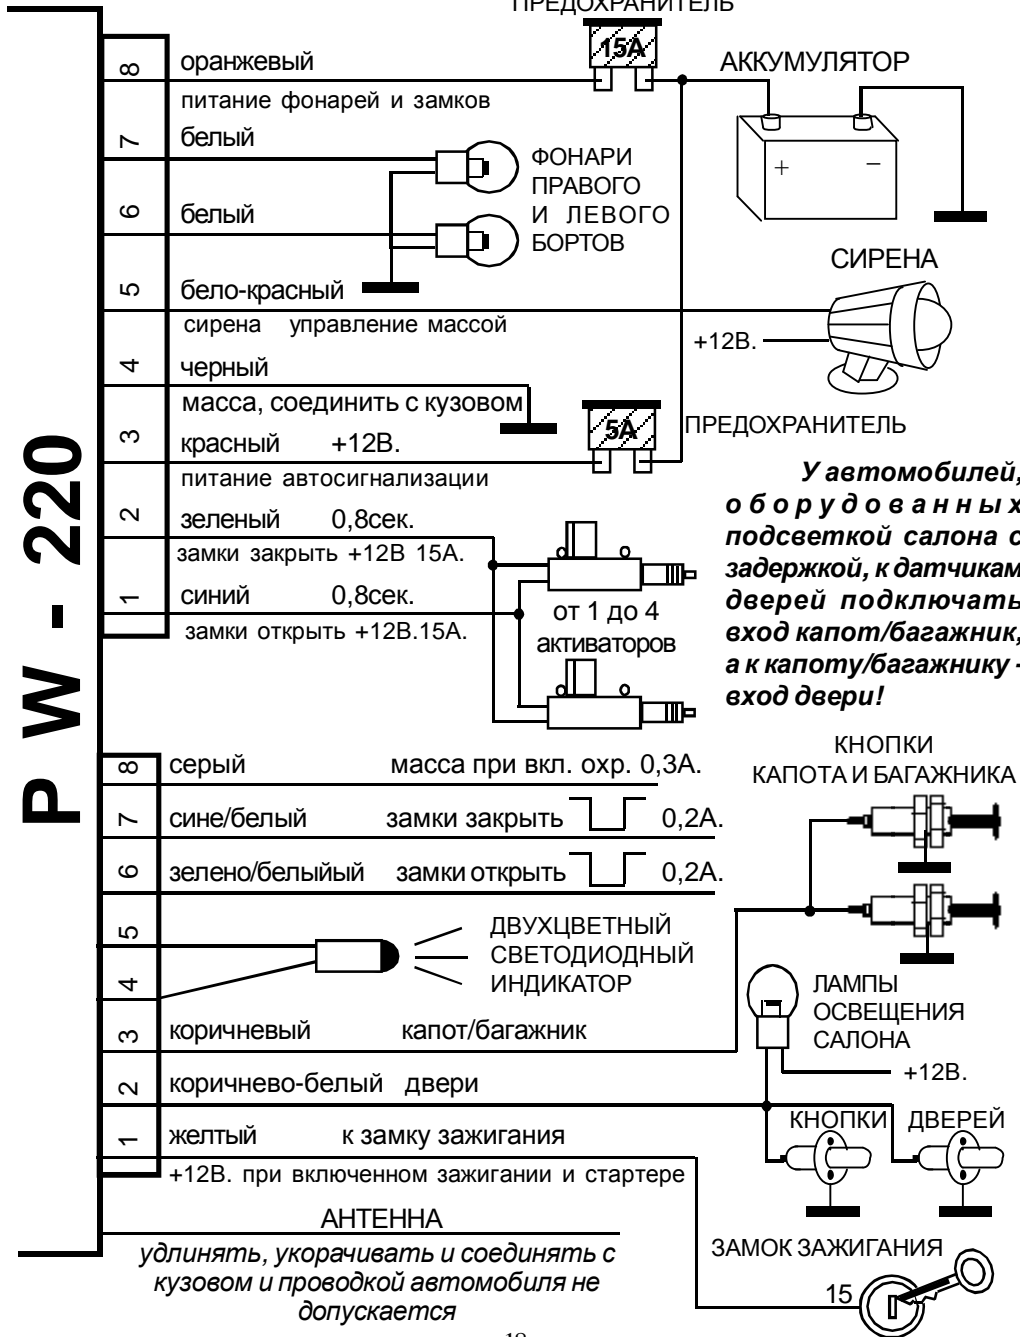 ПРЕДОХРАНИТЕЛЬ
15А
8 оранжевый
АККУМУЛЯТОР
питание фонарей и замков
7 белый
+ −
ФОНАРИ
ПРАВОГО
И ЛЕВОГО
БОРТОВ
6 белый
СИРЕНА
5 бело-красный
сирена управление массой
+12В.
4 черный
масса, соединить с кузовом
5А
ПРЕДОХРАНИТЕЛЬ
3 красный +12В.
питание автосигнализации
2 зеленый 0,8сек.
замки закрыть +12В 15А.
1 синий 0,8сек.
замки открыть +12В.15А.
от 1 до 4
активаторов
У автомобилей,
оборудованных
подсветкой салона с
задержкой, к датчикам
дверей подключать
вход капот/багажник,
а к капоту/багажнику -
вход двери!
PW - 220
8 серый масса при вкл. охр. 0,3А.
7 сине/белый замки закрыть 0,2А.
6 зелено/белыйый замки открыть 0,2А.
5
4
ДВУХЦВЕТНЫЙ
СВЕТОДИОДНЫЙ
ИНДИКАТОР
КНОПКИ
КАПОТА И БАГАЖНИКА
3 коричневый капот/багажник
ЛАМПЫ
ОСВЕЩЕНИЯ
САЛОНА
+12В.
2 коричнево-белый двери
КНОПКИ ДВЕРЕЙ
1 желтый к замку зажигания
+12В. при включенном зажигании и стартере
АНТЕННА
удлинять, укорачивать и соединять с
кузовом и проводкой автомобиля не
допускается
ЗАМОК ЗАЖИГАНИЯ
15